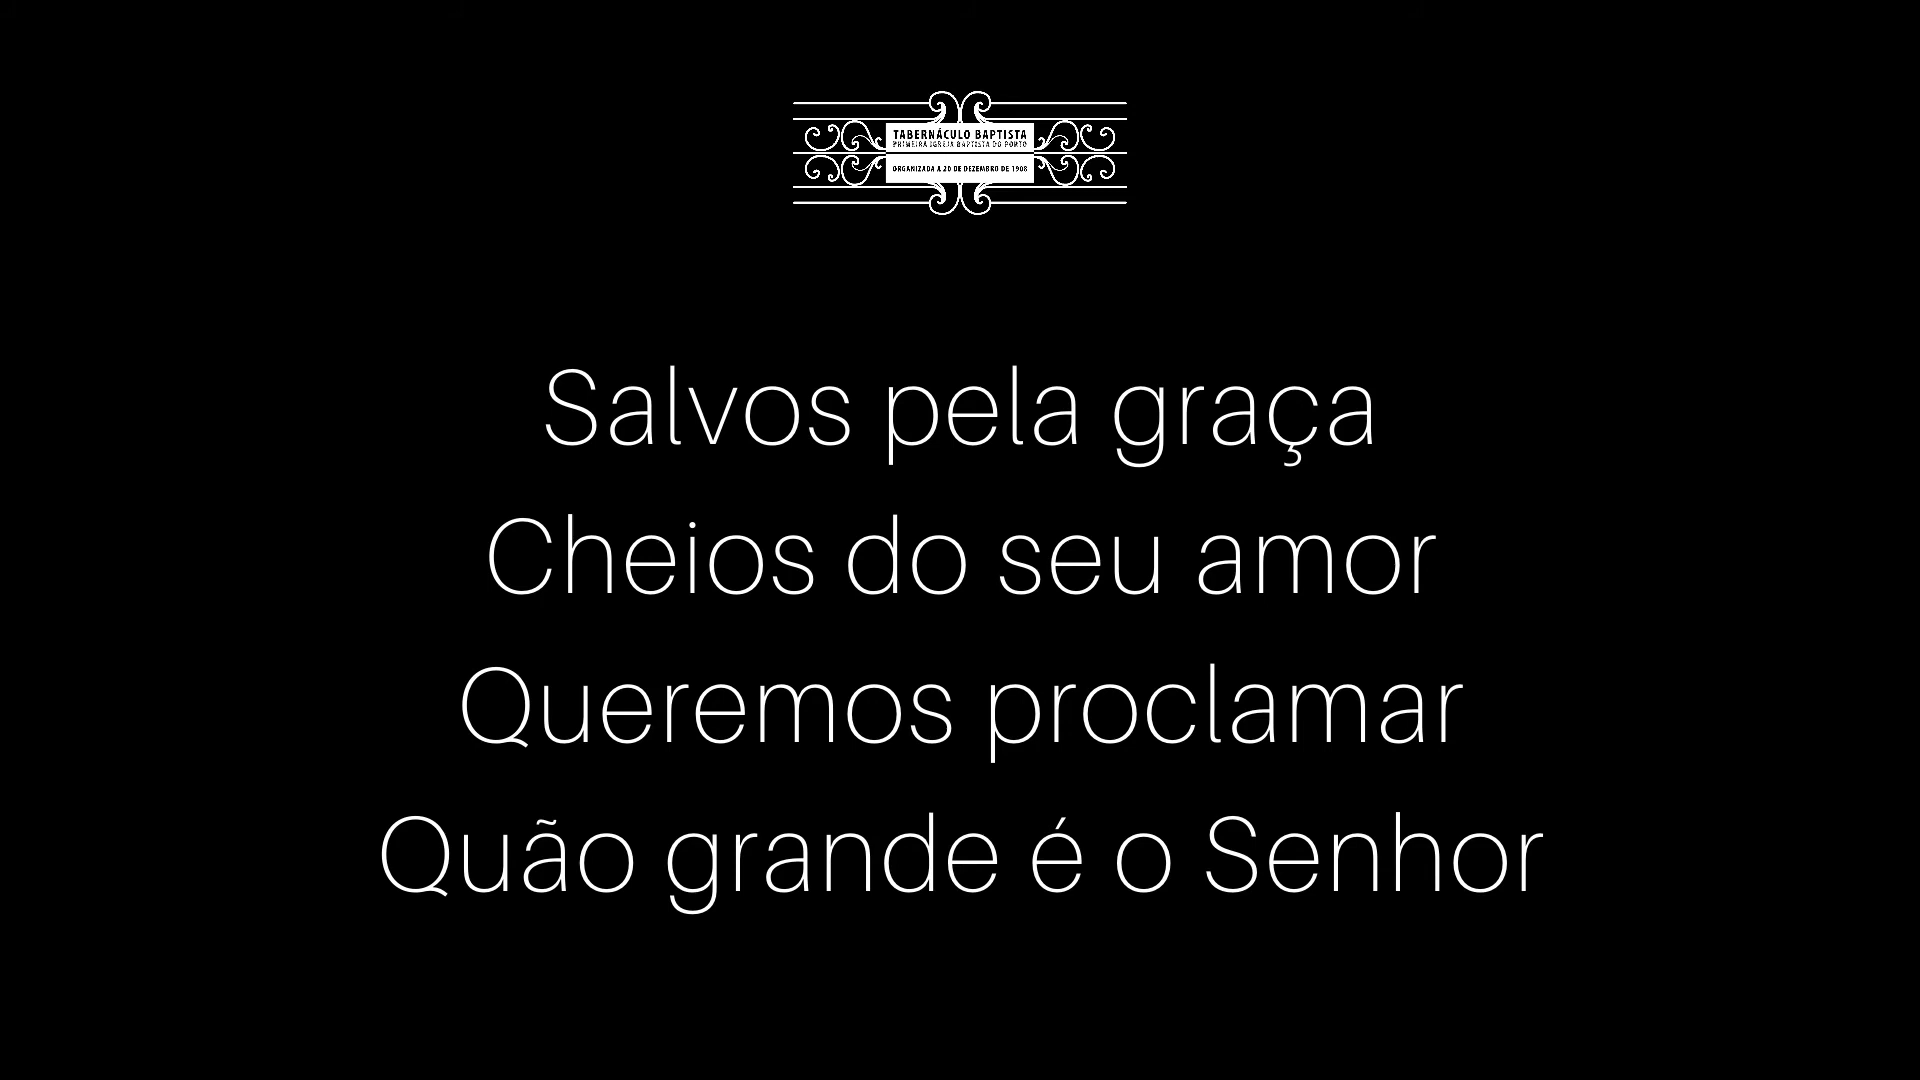 TABERNÁCULO BAPTISTA
PRIMEIRA IGREJA BAPTISTA DO PORTO
ORGANIZADA A 20 DE DEZEMBRO DE 1908
Salvos pela graça
Cheios do seu amor
Queremos proclamar
Quão grande é o Senhor